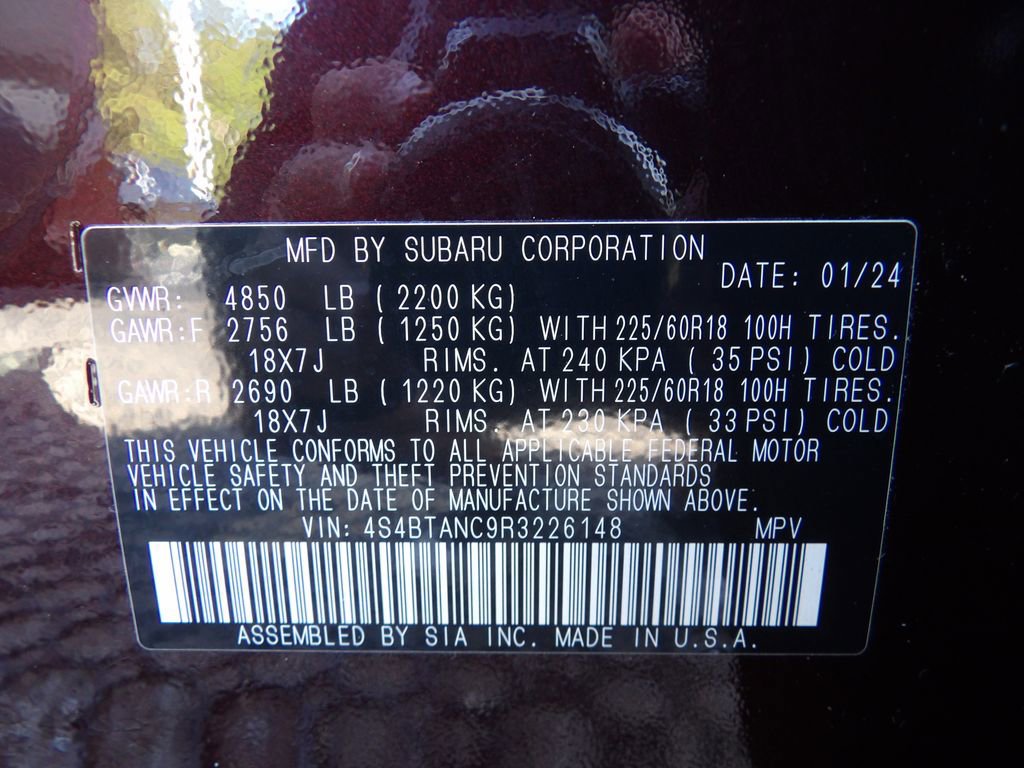 MFD BY SUBARU CORPORATION
DATE: 01/24
GVWR: 4850 LB ( 2200 KG)
GAWR:F 2756 LB ( 1250 KG) WITH 225/60R18 100H TIRES.
18X7J RIMS. AT 240 KPA ( 35 PSI) COLD
GAWR:R 2690 LB ( 1220 KG) WITH 225/60R18 100H TIRES.
18X7J RIMS. AT 230 KPA ( 33 PSI) COLD
THIS VEHICLE CONFORMS TO ALL APPLICABLE FEDERAL MOTOR
VEHICLE SAFETY AND THEFT PREVENTION STANDARDS
IN EFFECT ON THE DATE OF MANUFACTURE SHOWN ABOVE.
VIN: 4S4BTANC9R3226148 MPV
ASSEMBLED BY SIA INC. MADE IN U.S.A.